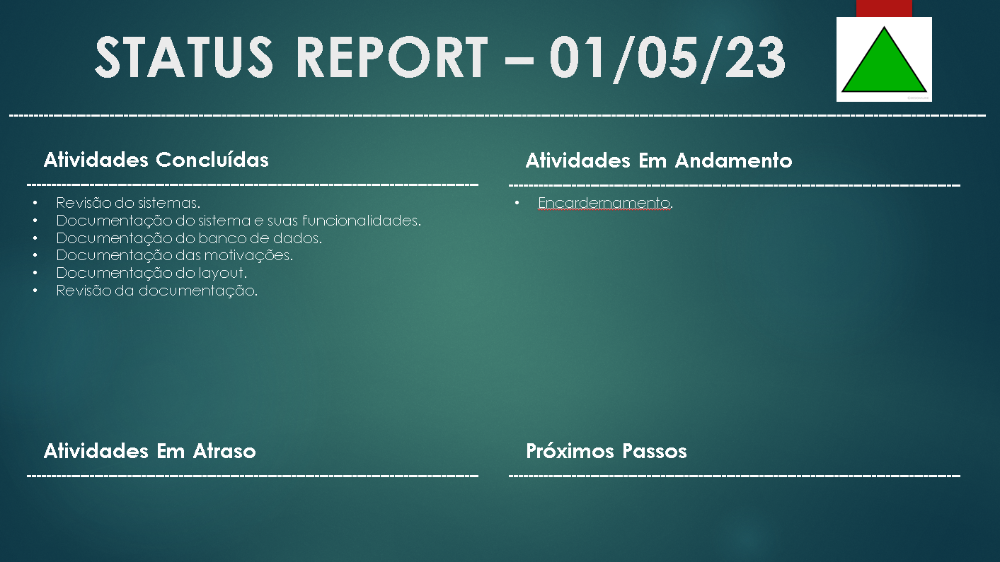 STATUS REPORT – 01/05/23
Atividades Concluídas
Revisão do sistemas.
Documentação do sistema e suas funcionalidades.
Documentação do banco de dados.
Documentação das motivações.
Documentação do layout.
Revisão da documentação.
Atividades Em Andamento
Encardernamento.
Atividades Em Atraso
Próximos Passos